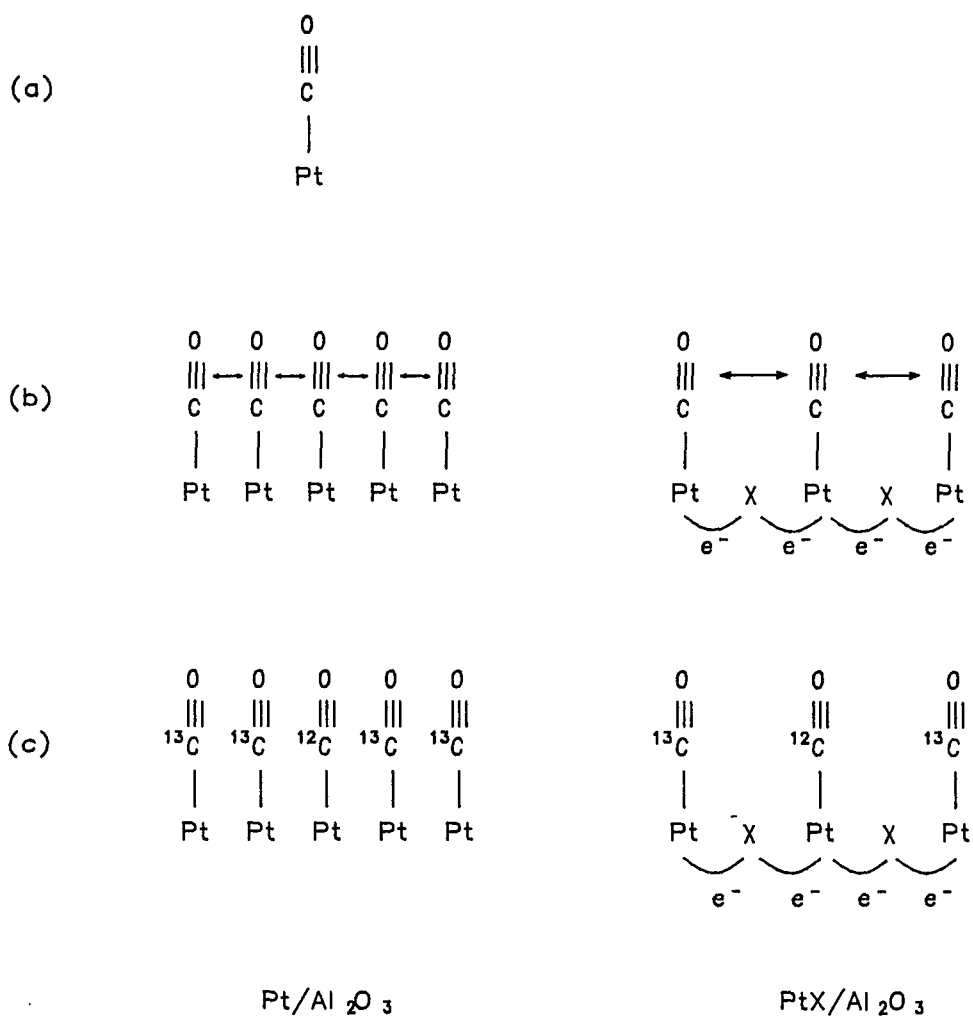 O
(a)
C
Pt
O O O O O O O O
(b)
C C C C C C C C
Pt Pt Pt Pt Pt Pt X Pt X Pt
e⁻ e⁻ e⁻ e⁻
O O O O O O O O
(c) ¹³C ¹³C ¹²C ¹³C ¹³C ¹³C ¹²C ¹³C
Pt Pt Pt Pt Pt Pt X Pt X Pt
e⁻ e⁻ e⁻ e⁻
Pt/Al₂O₃ PtX/Al₂O₃